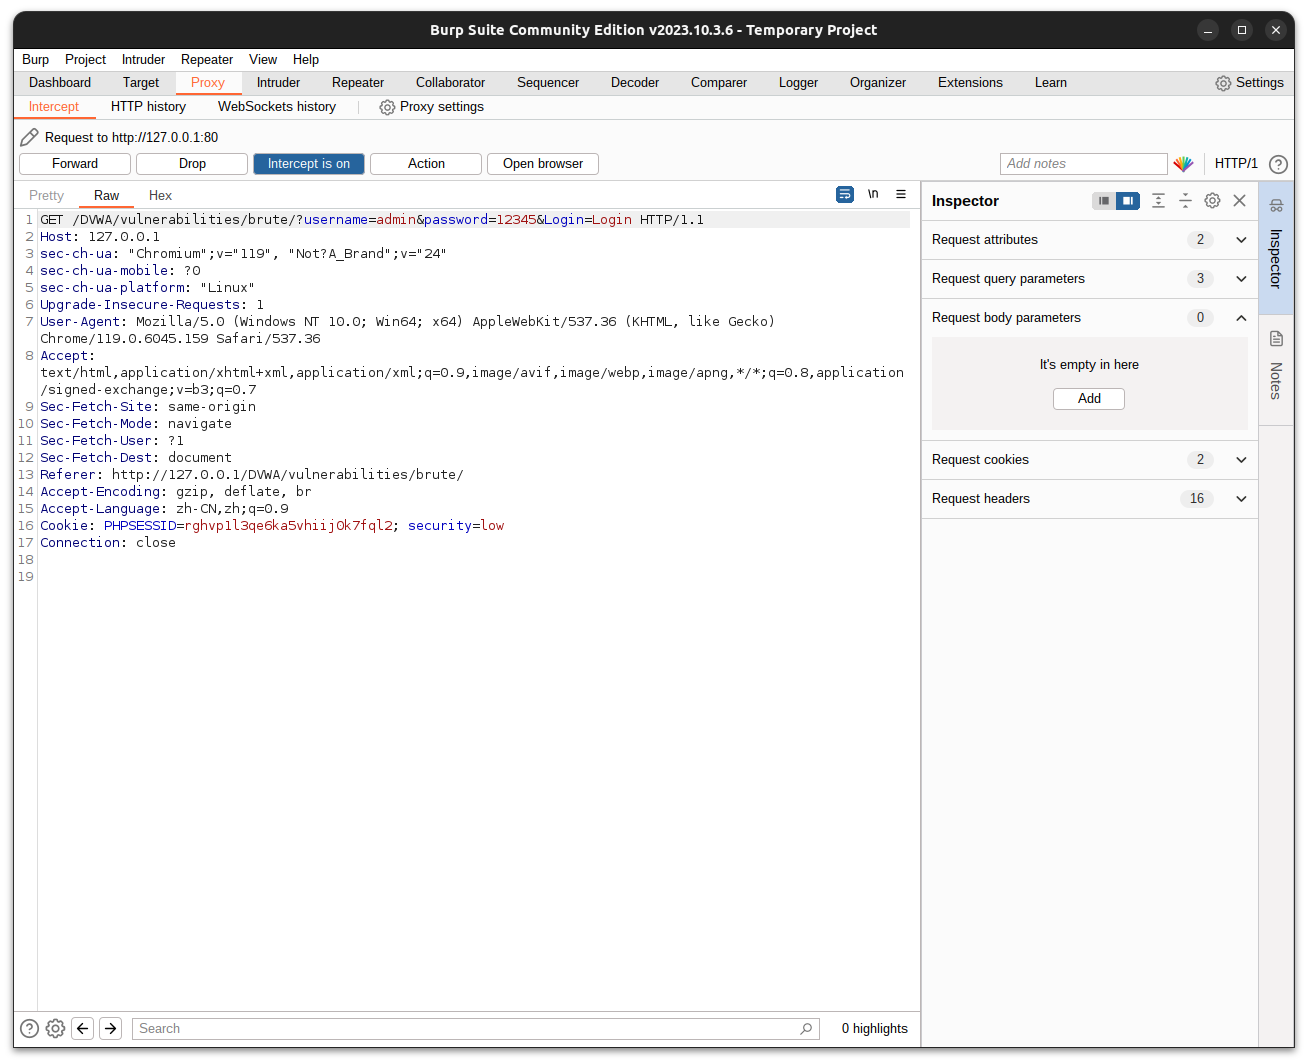 Burp Suite Community Edition v2023.10.3.6 - Temporary Project
Burp Project Intruder Repeater View Help
Dashboard Target Proxy Intruder Repeater Collaborator Sequencer Decoder Comparer Logger Organizer Extensions Learn Settings
Intercept HTTP history WebSockets history Proxy settings
Request to http://127.0.0.1:80
Forward Drop Intercept is on Action Open browser Add notes HTTP/1 ?
Pretty Raw Hex \n
1 GET /DVWA/vulnerabilities/brute/?username=admin&password=12345&Login=Login HTTP/1.1
2 Host: 127.0.0.1
3 sec-ch-ua: "Chromium";v="119", "Not?A_Brand";v="24"
4 sec-ch-ua-mobile: ?0
5 sec-ch-ua-platform: "Linux"
6 Upgrade-Insecure-Requests: 1
7 User-Agent: Mozilla/5.0 (Windows NT 10.0; Win64; x64) AppleWebKit/537.36 (KHTML, like Gecko)
Chrome/119.0.6045.159 Safari/537.36
8 Accept:
text/html,application/xhtml+xml,application/xml;q=0.9,image/avif,image/webp,image/apng,*/*;q=0.8,application
/signed-exchange;v=b3;q=0.7
9 Sec-Fetch-Site: same-origin
10 Sec-Fetch-Mode: navigate
11 Sec-Fetch-User: ?1
12 Sec-Fetch-Dest: document
13 Referer: http://127.0.0.1/DVWA/vulnerabilities/brute/
14 Accept-Encoding: gzip, deflate, br
15 Accept-Language: zh-CN,zh;q=0.9
16 Cookie: PHPSESSID=rghvp1l3qe6ka5vhiij0k7fql2; security=low
17 Connection: close
18
19
Inspector
Request attributes 2
Request query parameters 3
Request body parameters 0
It's empty in here
Add
Request cookies 2
Request headers 16
Inspector
Notes
? Search 0 highlights